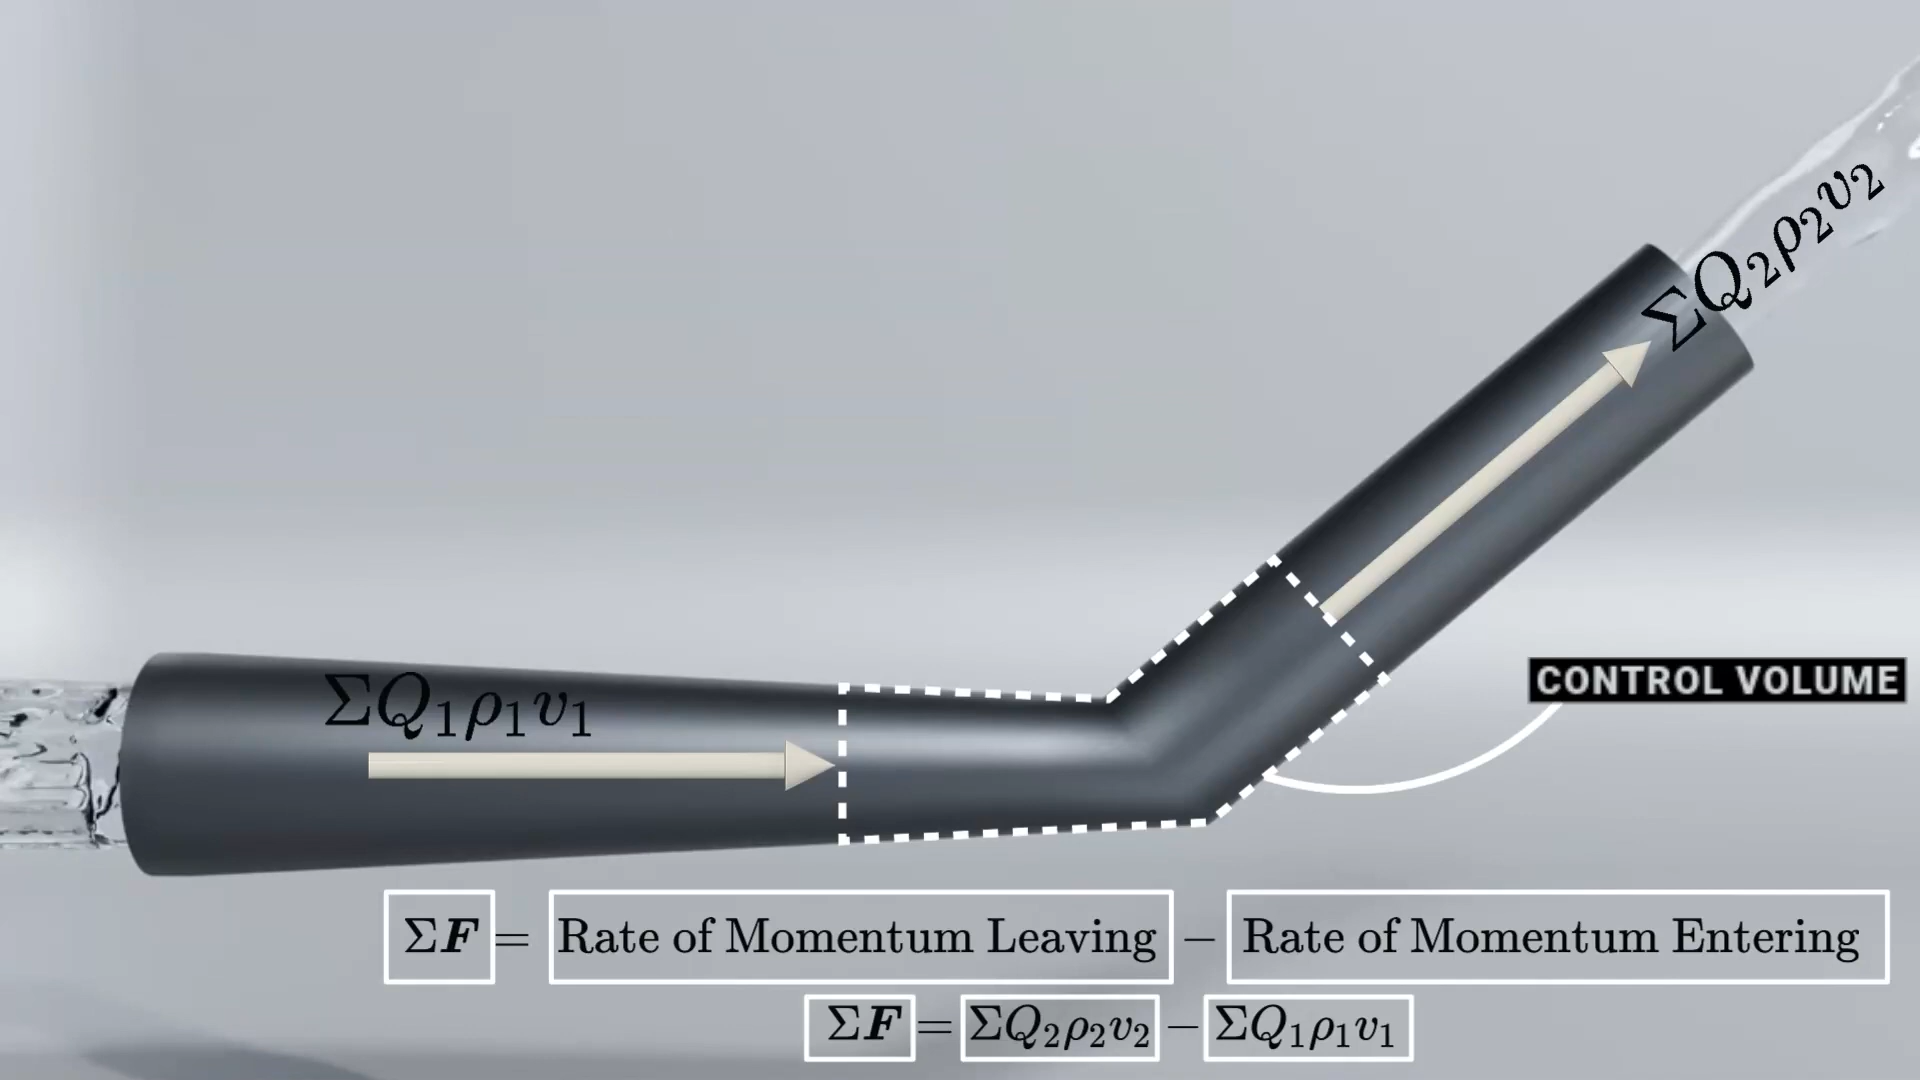 ΣQ₂ρ₂v₂
CONTROL VOLUME
ΣQ₁ρ₁v₁
ΣF = Rate of Momentum Leaving − Rate of Momentum Entering
ΣF = ΣQ₂ρ₂v₂ − ΣQ₁ρ₁v₁